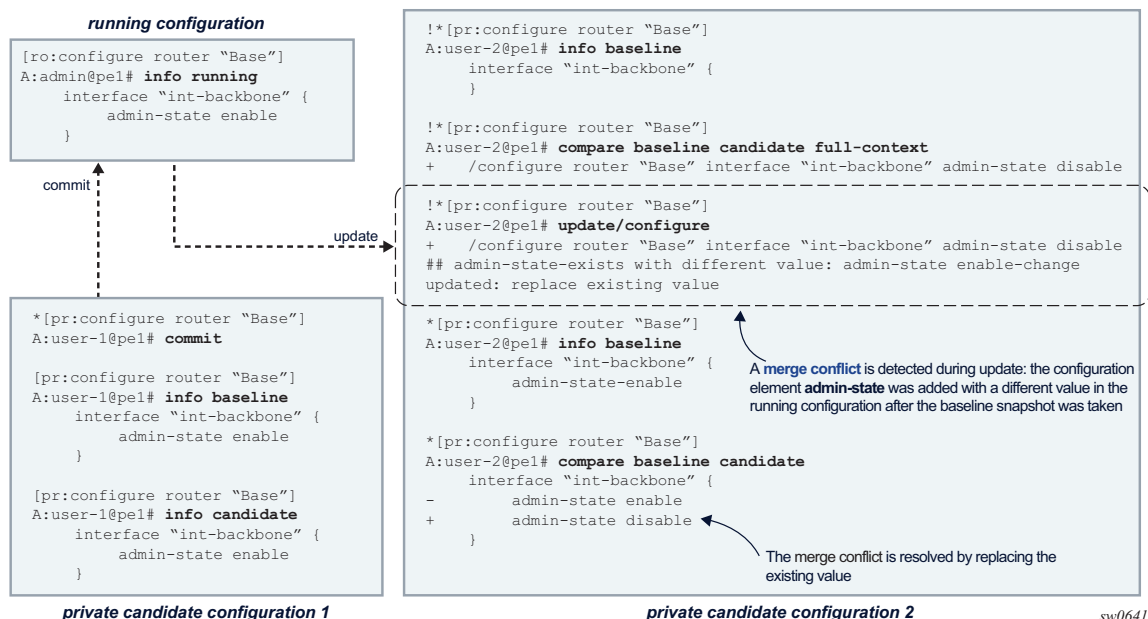 running configuration
[ro:configure router “Base”]
A:admin@pe1# info running
interface “int-backbone” {
admin-state enable
}
commit
update
*[pr:configure router “Base”]
A:user-1@pe1# commit
[pr:configure router “Base”]
A:user-1@pe1# info baseline
interface “int-backbone” {
admin-state enable
}
[pr:configure router “Base”]
A:user-1@pe1# info candidate
interface “int-backbone” {
admin-state enable
}
private candidate configuration 1
!*[pr:configure router “Base”]
A:user-2@pe1# info baseline
interface “int-backbone” {
}
!*[pr:configure router “Base”]
A:user-2@pe1# compare baseline candidate full-context
+ /configure router “Base” interface “int-backbone” admin-state disable
!*[pr:configure router “Base”]
A:user-2@pe1# update/configure
+ /configure router “Base” interface “int-backbone” admin-state disable
## admin-state-exists with different value: admin-state enable-change
updated: replace existing value
*[pr:configure router “Base”]
A:user-2@pe1# info baseline
interface “int-backbone” {
admin-state-enable
}
A merge conflict is detected during update: the configuration
element admin-state was added with a different value in the
running configuration after the baseline snapshot was taken
*[pr:configure router “Base”]
A:user-2@pe1# compare baseline candidate
interface “int-backbone” {
- admin-state enable
+ admin-state disable
}
The merge conflict is resolved by replacing the
existing value
private candidate configuration 2
sw0641